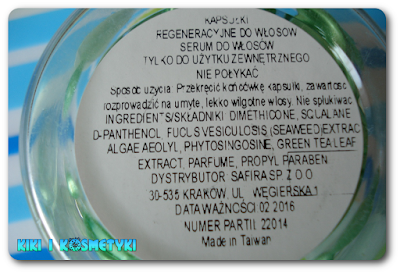 KAPSUŁKI
REGENERACYJNE DO WŁOSÓW
SERUM DO WŁOSÓW
TYLKO DO UŻYTKU ZEWNĘTRZNEGO
NIE POŁYKAĆ
Sposób użycia: Przekręcić końcówkę kapsułki, zawartość
rozprowadzić na umyte, lekko wilgotne włosy. Nie spłukiwać
INGREDIENTS/SKŁADNIKI: DIMETHICONE, SQUALANE
D-PANTHENOL, FUCUS VESICULOSIS (SEAWEED) EXTRACT
ALGAE AEOLYL, PHYTOSINGOSINE, GREEN TEA LEAF
EXTRACT, PARFUME, PROPYL PARABEN
DYSTRYBUTOR SAFIRA SP. Z O.O
30-535 KRAKÓW, UL. WĘGIERSKA 1
DATA WAŻNOŚCI 02 2016
NUMER PARTII 22014
Made in Taiwan
KIKI I KOSMETYKI